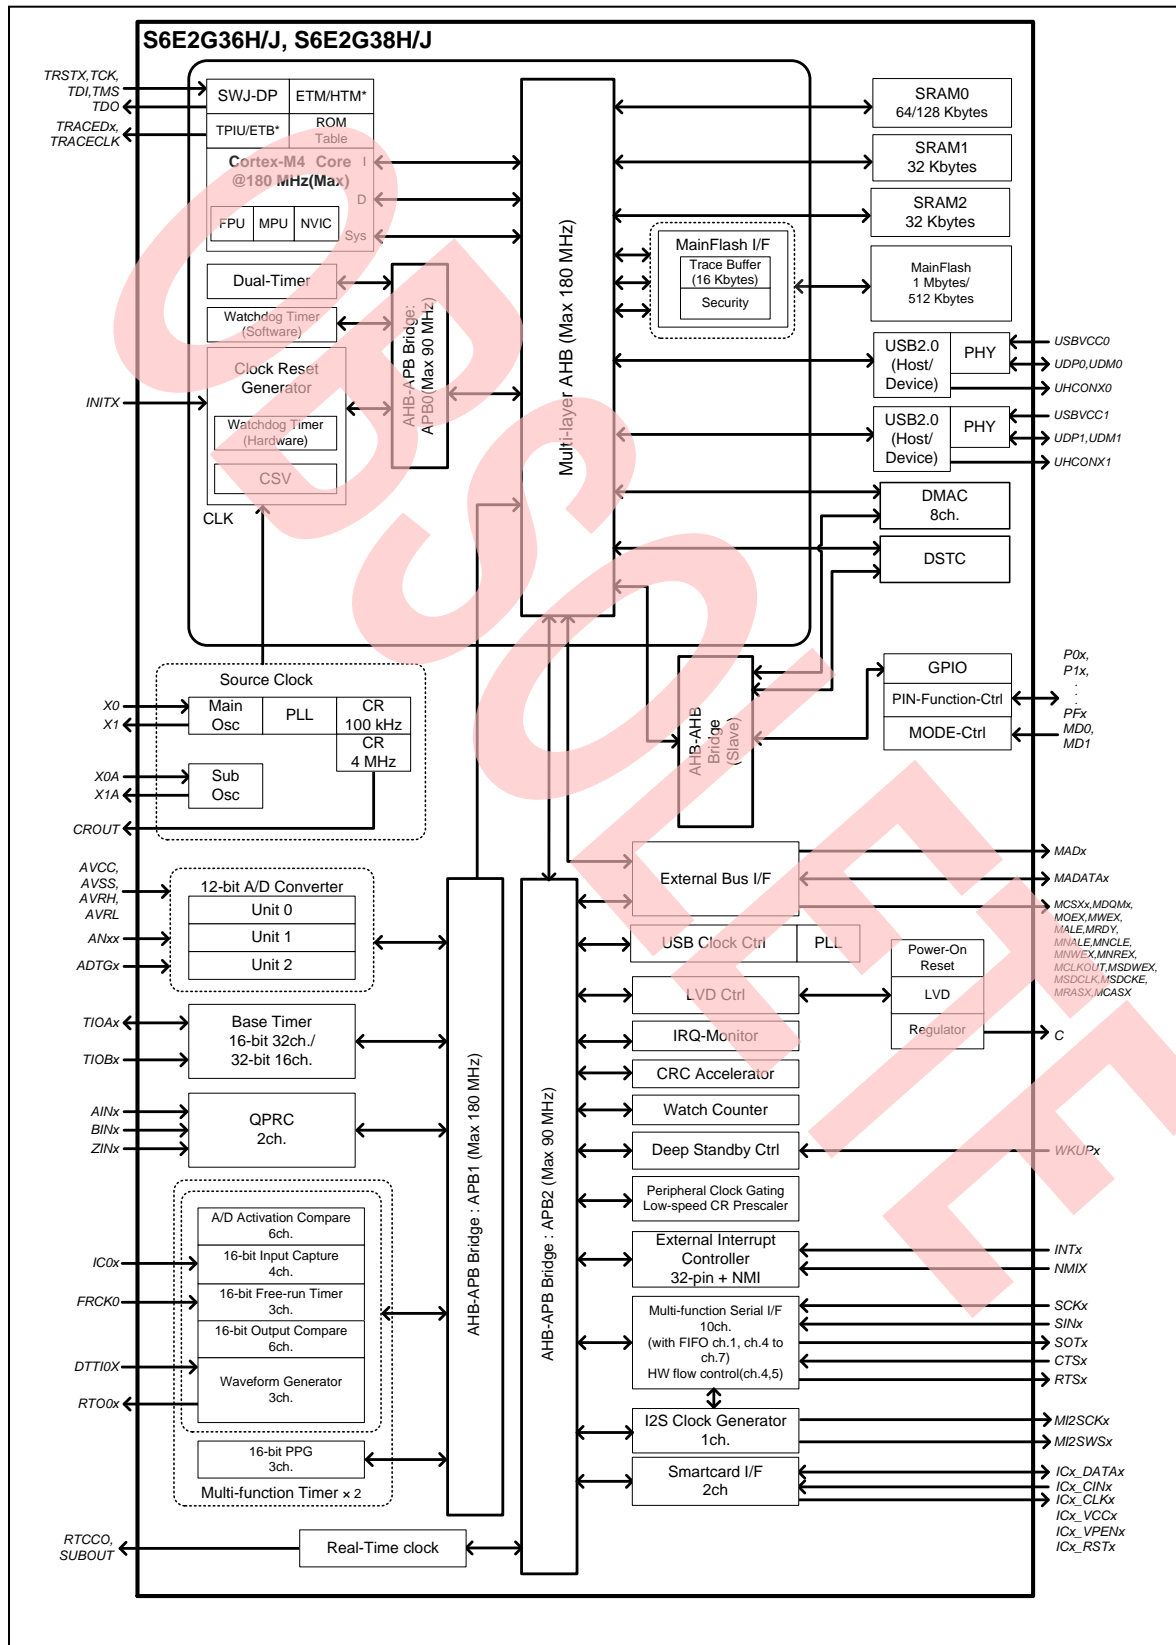 S6E2G36H/J, S6E2G38H/J
TRSTX,TCK,
TDI,TMS
TDO
TRACEDx,
TRACECLK
SWJ-DP
ETM/HTM*
TPIU/ETB*
ROM
Table
Cortex-M4 Core
@180 MHz(Max)
I
D
Sys
FPU
MPU
NVIC
Dual-Timer
Watchdog Timer
(Software)
Clock Reset
Generator
Watchdog Timer
(Hardware)
CSV
CLK
INITX
AHB-APB Bridge:
APB0(Max 90 MHz)
Multi-layer AHB (Max 180 MHz)
MainFlash I/F
Trace Buffer
(16 Kbytes)
Security
SRAM0
64/128 Kbytes
SRAM1
32 Kbytes
SRAM2
32 Kbytes
MainFlash
1 Mbytes/
512 Kbytes
USB2.0
(Host/
Device)
PHY
USBVCC0
UDP0,UDM0
UHCONX0
USB2.0
(Host/
Device)
PHY
USBVCC1
UDP1,UDM1
UHCONX1
DMAC
8ch.
DSTC
Source Clock
X0
X1
Main
Osc
PLL
CR
100 kHz
CR
4 MHz
X0A
X1A
Sub
Osc
CROUT
AHB-AHB
Bridge
(Slave)
GPIO
PIN-Function-Ctrl
MODE-Ctrl
P0x,
P1x,
.
.
PFx
MD0,
MD1
AVCC,
AVSS,
AVRH,
AVRL
ANxx
ADTGx
12-bit A/D Converter
Unit 0
Unit 1
Unit 2
TIOAx
TIOBx
Base Timer
16-bit 32ch./
32-bit 16ch.
AINx
BINx
ZINx
QPRC
2ch.
A/D Activation Compare
6ch.
16-bit Input Capture
4ch.
16-bit Free-run Timer
3ch.
16-bit Output Compare
6ch.
Waveform Generator
3ch.
IC0x
FRCK0
DTTI0X
RTO0x
16-bit PPG
3ch.
Multi-function Timer × 2
RTCCO,
SUBOUT
Real-Time clock
AHB-APB Bridge : APB1 (Max 180 MHz)
AHB-APB Bridge : APB2 (Max 90 MHz)
External Bus I/F
MADx
MADATAx
MCSXx,MDQMx,
MOEX,MWEX,
MALE,MRDY,
MNALE,MNCLE,
MNWEX,MNREX,
MCLKOUT,MSDWEX,
MSDCLK,MSDCKE,
MRASX,MCASX
USB Clock Ctrl
PLL
LVD Ctrl
Power-On
Reset
LVD
Regulator
C
IRQ-Monitor
CRC Accelerator
Watch Counter
Deep Standby Ctrl
WKUPx
Peripheral Clock Gating
Low-speed CR Prescaler
External Interrupt
Controller
32-pin + NMI
INTx
NMIX
Multi-function Serial I/F
10ch.
(with FIFO ch.1, ch.4 to
ch.7)
HW flow control(ch.4,5)
SCKx
SINx
SOTx
CTSx
RTSx
I2S Clock Generator
1ch.
MI2SCKx
MI2SWSx
Smartcard I/F
2ch
ICx_DATAx
ICx_CINx
ICx_CLKx
ICx_VCCx
ICx_VPENx
ICx_RSTx
OBSOLETE